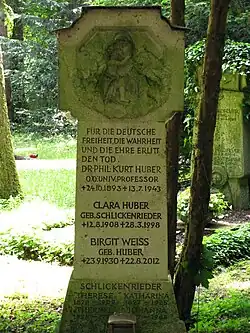 FÜR DIE DEUTSCHE
FREIHEIT, DIE WAHRHEIT
UND DIE EHRE ERLITT
DEN TOD
DR PHIL KURT HUBER
O.Ö. UNIV. PROFESSOR
+24.10.1893 +13.7.1943
CLARA HUBER
GEB. SCHLICKENRIEDER
+12.8.1908 +28.3.1998
BIRGIT WEISS
GEB. HUBER
+23.9.1930 +22.8.2012
SCHLICKENRIEDER
THERESE KATHARINA